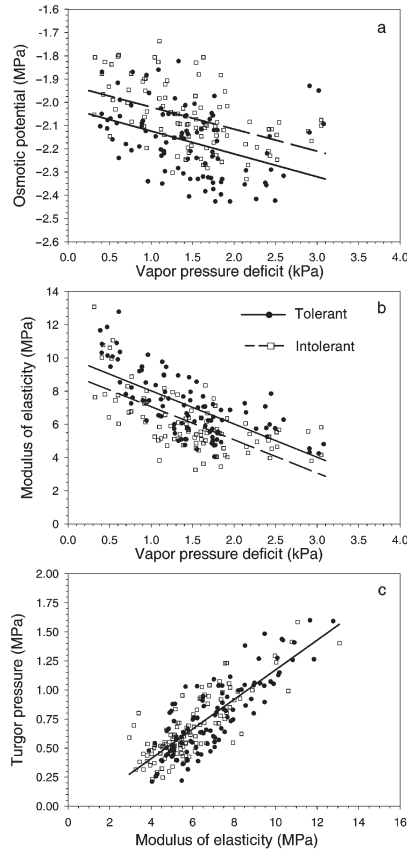 −1.6
−1.7
−1.8
−1.9
−2.0
−2.1
−2.2
−2.3
−2.4
−2.5
−2.6
Osmotic potential (MPa)
a
0.0 0.5 1.0 1.5 2.0 2.5 3.0 3.5 4.0
Vapor pressure deficit (kPa)
14
12
10
8
6
4
2
0
Modulus of elasticity (MPa)
b
Tolerant
Intolerant
0.0 0.5 1.0 1.5 2.0 2.5 3.0 3.5 4.0
Vapor pressure deficit (kPa)
2.00
1.75
1.50
1.25
1.00
0.75
0.50
0.25
0.00
Turgor pressure (MPa)
c
0 2 4 6 8 10 12 14 16
Modulus of elasticity (MPa)